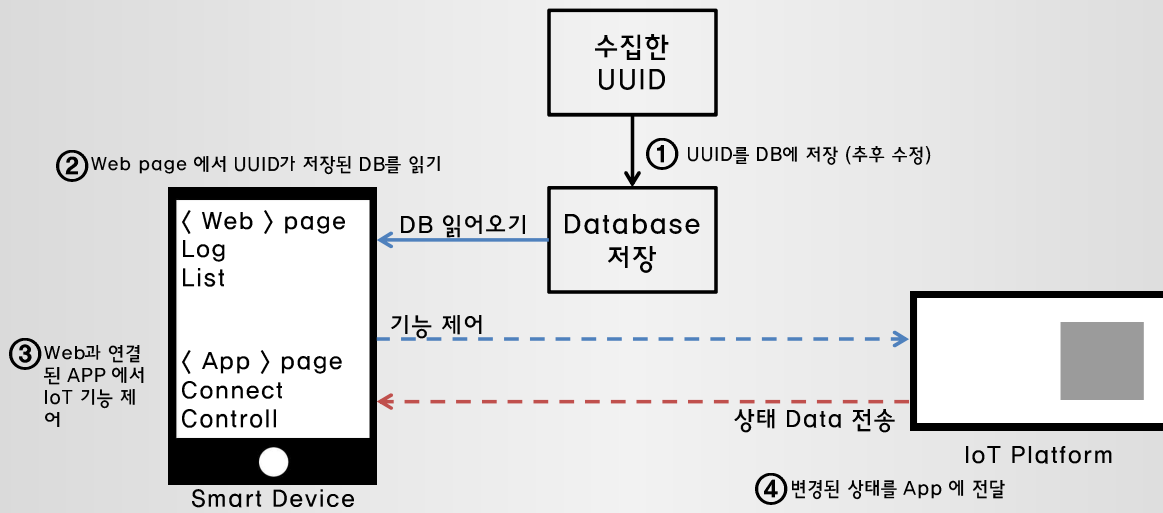 수집한
UUID
① UUID를 DB에 저장 (추후 수정)
② Web page 에서 UUID가 저장된 DB를 읽기
〈 Web 〉 page
Log
List
DB 읽어오기
Database
저장
기능 제어
③ Web과 연결
된 APP 에서
IoT 기능 제
어
〈 App 〉 page
Connect
Controll
상태 Data 전송
IoT Platform
Smart Device
④ 변경된 상태를 App 에 전달